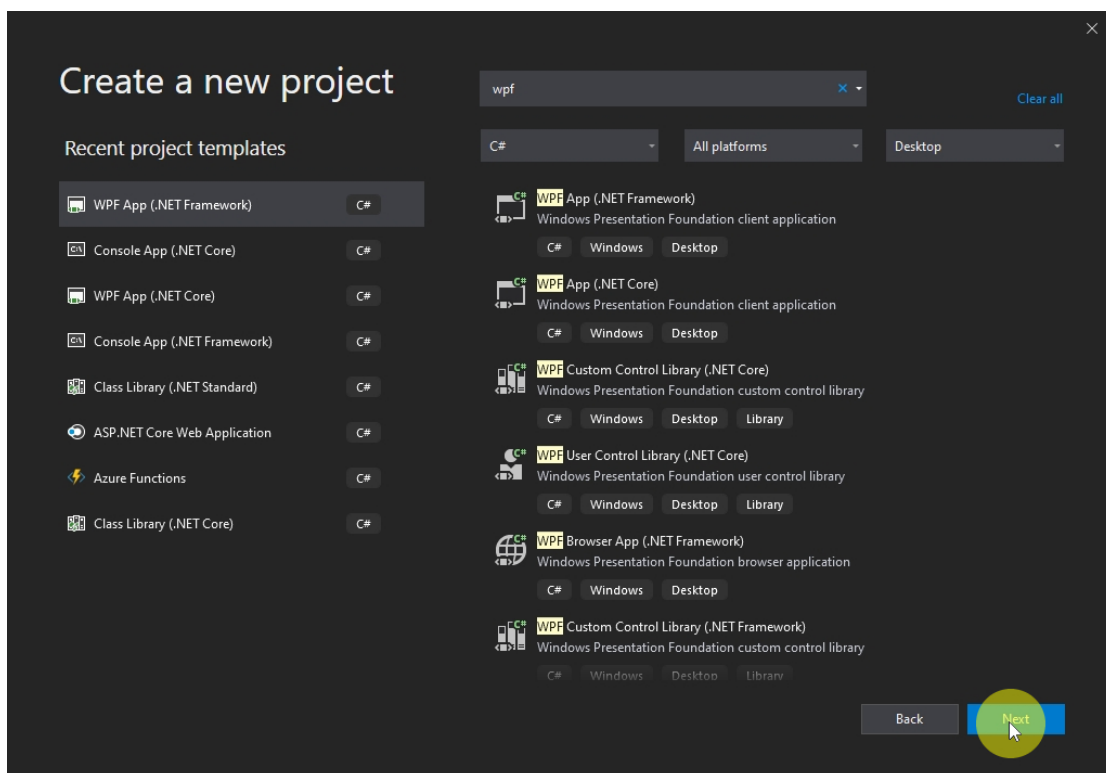 Create a new project
Recent project templates
WPF App (.NET Framework) C#
Console App (.NET Core) C#
WPF App (.NET Core) C#
Console App (.NET Framework) C#
Class Library (.NET Standard) C#
ASP.NET Core Web Application C#
Azure Functions C#
Class Library (.NET Core) C#
wpf
Clear all
C# All platforms Desktop
WPF App (.NET Framework)
Windows Presentation Foundation client application
C# Windows Desktop
WPF App (.NET Core)
Windows Presentation Foundation client application
C# Windows Desktop
WPF Custom Control Library (.NET Core)
Windows Presentation Foundation custom control library
C# Windows Desktop Library
WPF User Control Library (.NET Core)
Windows Presentation Foundation user control library
C# Windows Desktop Library
WPF Browser App (.NET Framework)
Windows Presentation Foundation browser application
C# Windows Desktop
WPF Custom Control Library (.NET Framework)
Windows Presentation Foundation custom control library
C# Windows Desktop Library
Back Next